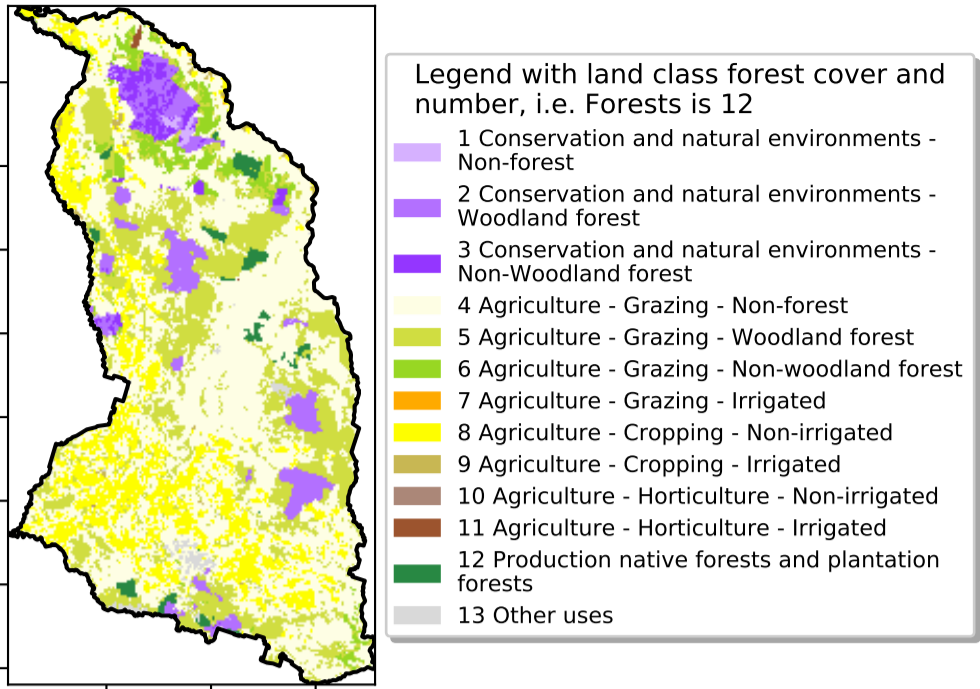 Legend with land class forest cover and
number, i.e. Forests is 12
1 Conservation and natural environments -
Non-forest
2 Conservation and natural environments -
Woodland forest
3 Conservation and natural environments -
Non-Woodland forest
4 Agriculture - Grazing - Non-forest
5 Agriculture - Grazing - Woodland forest
6 Agriculture - Grazing - Non-woodland forest
7 Agriculture - Grazing - Irrigated
8 Agriculture - Cropping - Non-irrigated
9 Agriculture - Cropping - Irrigated
10 Agriculture - Horticulture - Non-irrigated
11 Agriculture - Horticulture - Irrigated
12 Production native forests and plantation
forests
13 Other uses